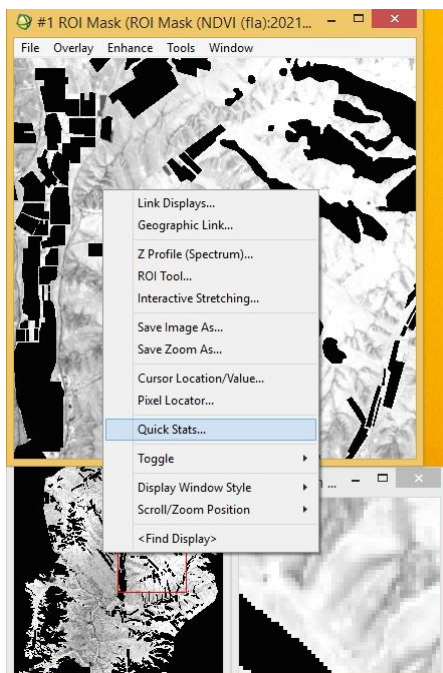 #1 ROI Mask (ROI Mask (NDVI (fla):2021...
File Overlay Enhance Tools Window
Link Displays...
Geographic Link...
Z Profile (Spectrum)...
ROI Tool...
Interactive Stretching...
Save Image As...
Save Zoom As...
Cursor Location/Value...
Pixel Locator...
Quick Stats...
Toggle
Display Window Style
Scroll/Zoom Position
<Find Display>